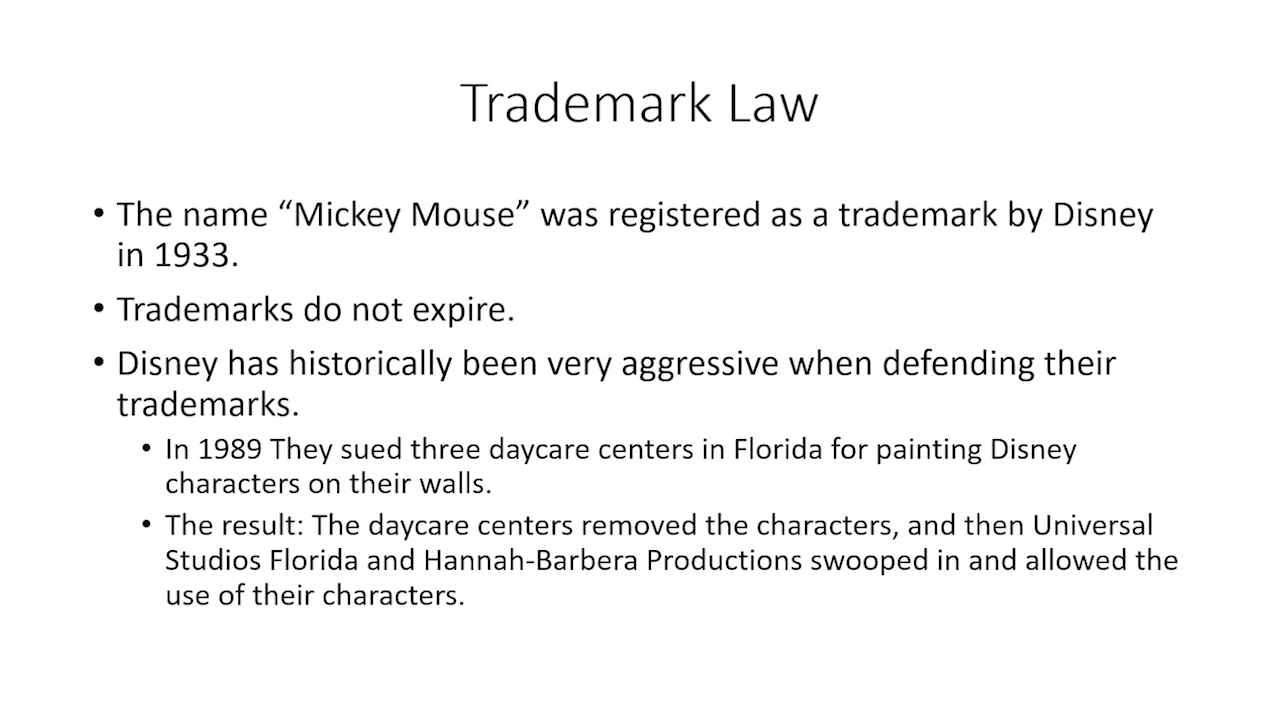 Trademark Law
• The name “Mickey Mouse” was registered as a trademark by Disney
in 1933.
• Trademarks do not expire.
• Disney has historically been very aggressive when defending their
trademarks.
• In 1989 They sued three daycare centers in Florida for painting Disney
characters on their walls.
• The result: The daycare centers removed the characters, and then Universal
Studios Florida and Hannah-Barbera Productions swooped in and allowed the
use of their characters.